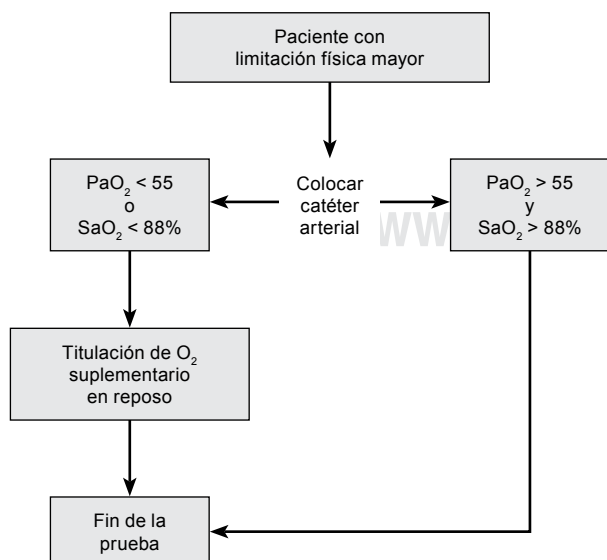 Paciente con
limitación física mayor
PaO₂ < 55
o
SaO₂ < 88%
Colocar
catéter
arterial
PaO₂ > 55
y
SaO₂ > 88%
Titulación de O₂
suplementario
en reposo
Fin de la
prueba